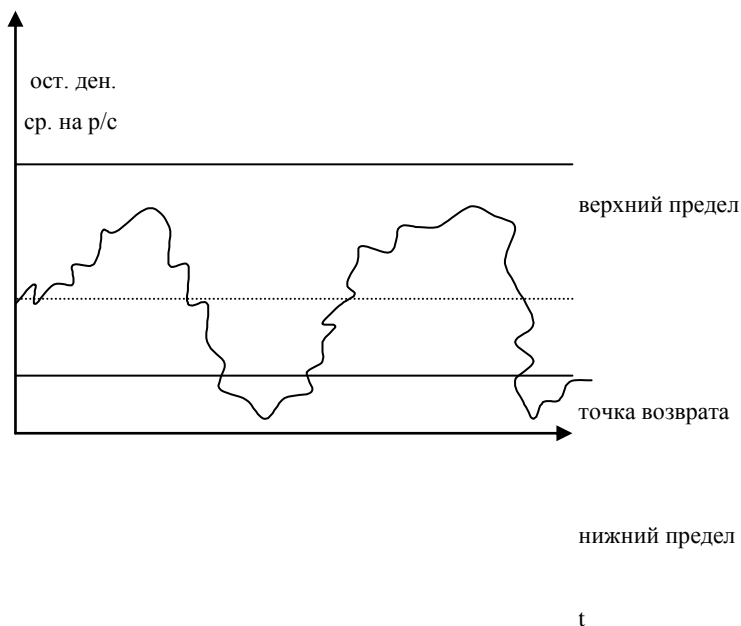 ост. ден.
ср. на р/с
верхний предел
точка возврата
нижний предел
t